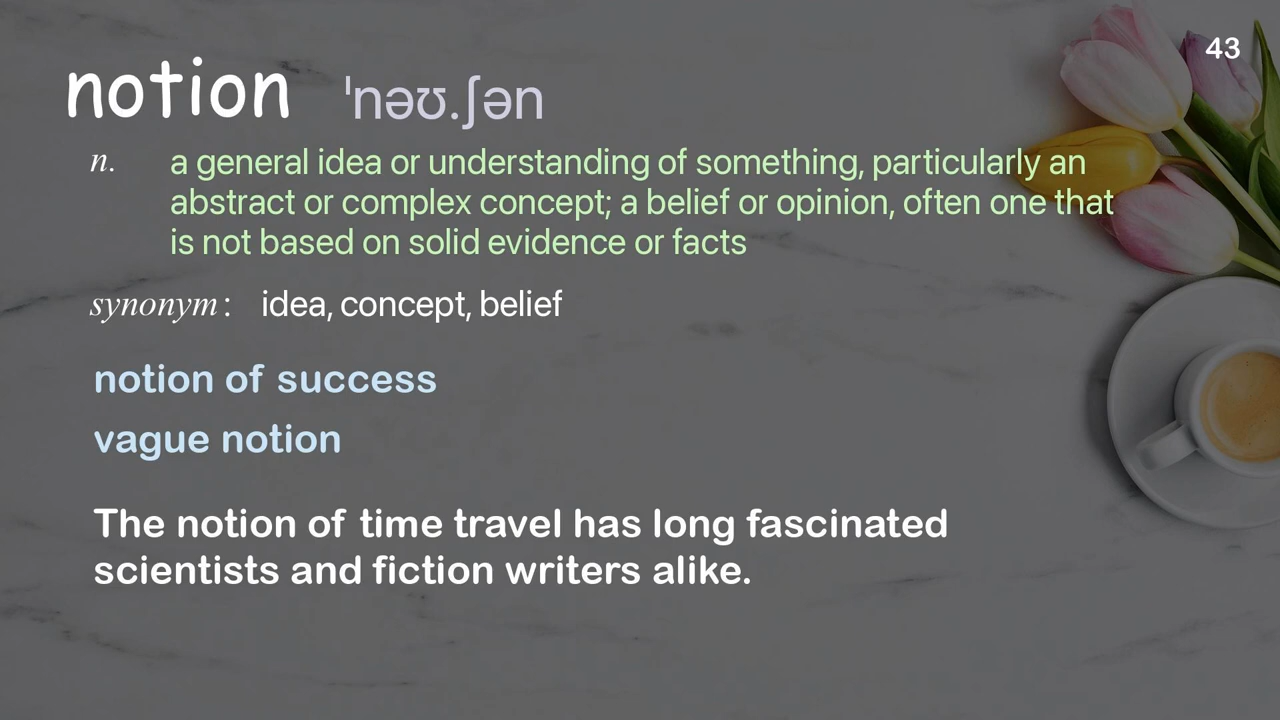 43
notion ˈnəʊ.ʃən
n. a general idea or understanding of something, particularly an
abstract or complex concept; a belief or opinion, often one that
is not based on solid evidence or facts
synonym: idea, concept, belief
notion of success
vague notion
The notion of time travel has long fascinated
scientists and fiction writers alike.